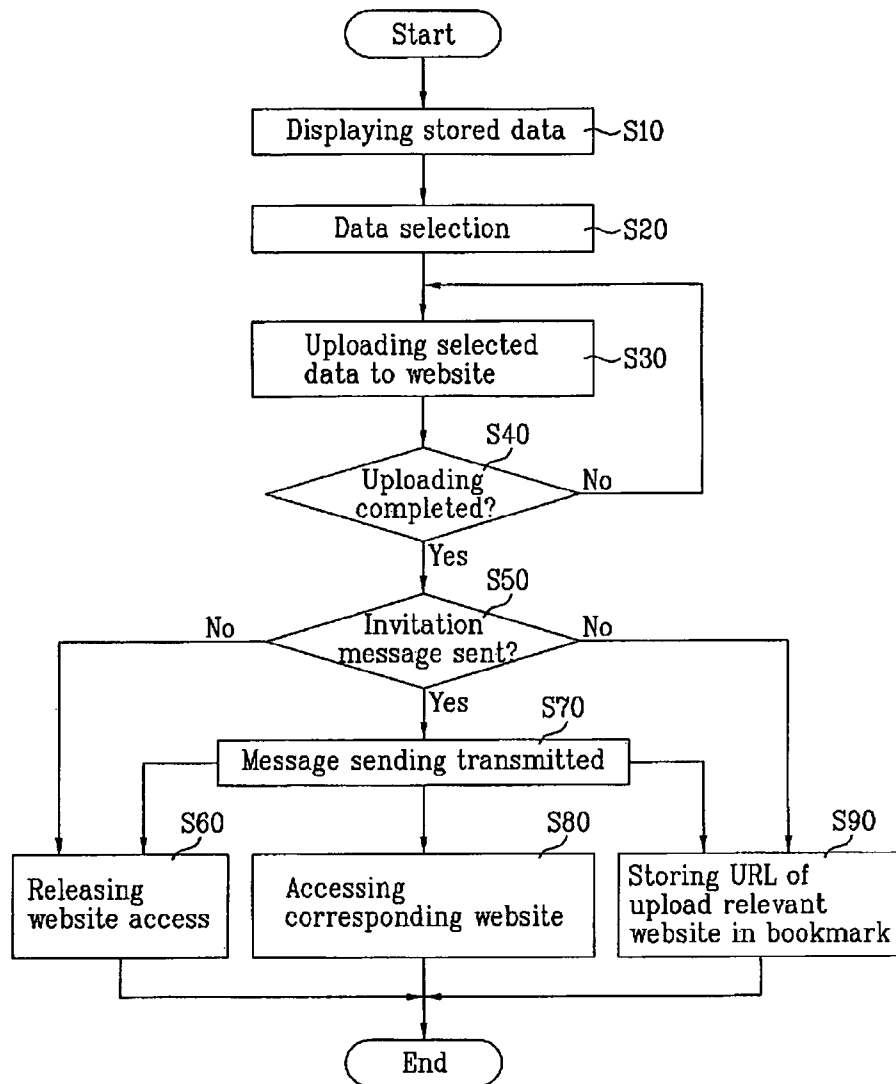 Start
Displaying stored data
S10
Data selection
S20
Uploading selected
data to website
S30
S40
Uploading
completed?
No
Yes
S50
No
Invitation
message sent?
No
Yes
S70
Message sending transmitted
S60
S80
S90
Releasing
website access
Accessing
corresponding website
Storing URL of
upload relevant
website in bookmark
End